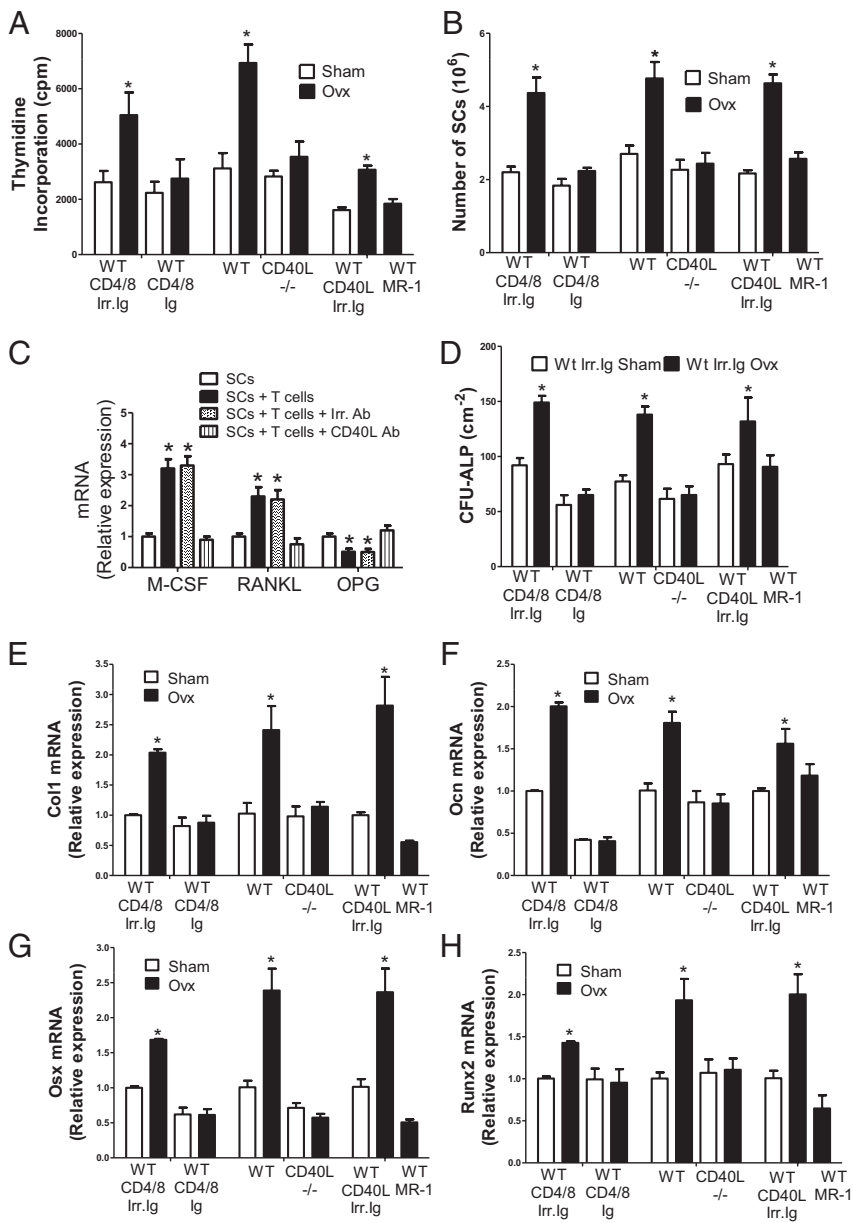 A
Thymidine
Incorporation (cpm)
8000
6000
4000
2000
0
*
*
*
Sham
Ovx
WT
CD4/8
Irr.Ig
WT
CD4/8
Ig
WT
CD40L
-/-
WT
CD40L
Irr.Ig
WT
MR-1
B
Number of SCs (10⁶)
6
4
2
0
*
*
*
Sham
Ovx
WT
CD4/8
Irr.Ig
WT
CD4/8
Ig
WT
CD40L
-/-
WT
CD40L
Irr.Ig
WT
MR-1
C
SCs
SCs + T cells
SCs + T cells + Irr. Ab
SCs + T cells + CD40L Ab
mRNA
(Relative expression)
5
4
3
2
1
0
* *
* *
* *
M-CSF RANKL OPG
D
Wt Irr.Ig Sham Wt Irr.Ig Ovx
CFU-ALP (cm⁻²)
200
150
100
50
0
*
*
*
WT
CD4/8
Irr.Ig
WT
CD4/8
Ig
WT
CD40L
-/-
WT
CD40L
Irr.Ig
WT
MR-1
E
Col1 mRNA
(Relative expression)
3.5
3.0
2.5
2.0
1.5
1.0
0.5
0.0
*
*
*
Sham
Ovx
WT
CD4/8
Irr.Ig
WT
CD4/8
Ig
WT
CD40L
-/-
WT
CD40L
Irr.Ig
WT
MR-1
F
Ocn mRNA
(Relative expression)
2.5
2.0
1.5
1.0
0.5
0.0
*
*
*
Sham
Ovx
WT
CD4/8
Irr.Ig
WT
CD4/8
Ig
WT
CD40L
-/-
WT
CD40L
Irr.Ig
WT
MR-1
G
Osx mRNA
(Relative expression)
3.0
2.5
2.0
1.5
1.0
0.5
0.0
*
*
*
Sham
Ovx
WT
CD4/8
Irr.Ig
WT
CD4/8
Ig
WT
CD40L
-/-
WT
CD40L
Irr.Ig
WT
MR-1
H
Runx2 mRNA
(Relative expression)
2.5
2.0
1.5
1.0
0.5
0.0
*
*
*
Sham
Ovx
WT
CD4/8
Irr.Ig
WT
CD4/8
Ig
WT
CD40L
-/-
WT
CD40L
Irr.Ig
WT
MR-1